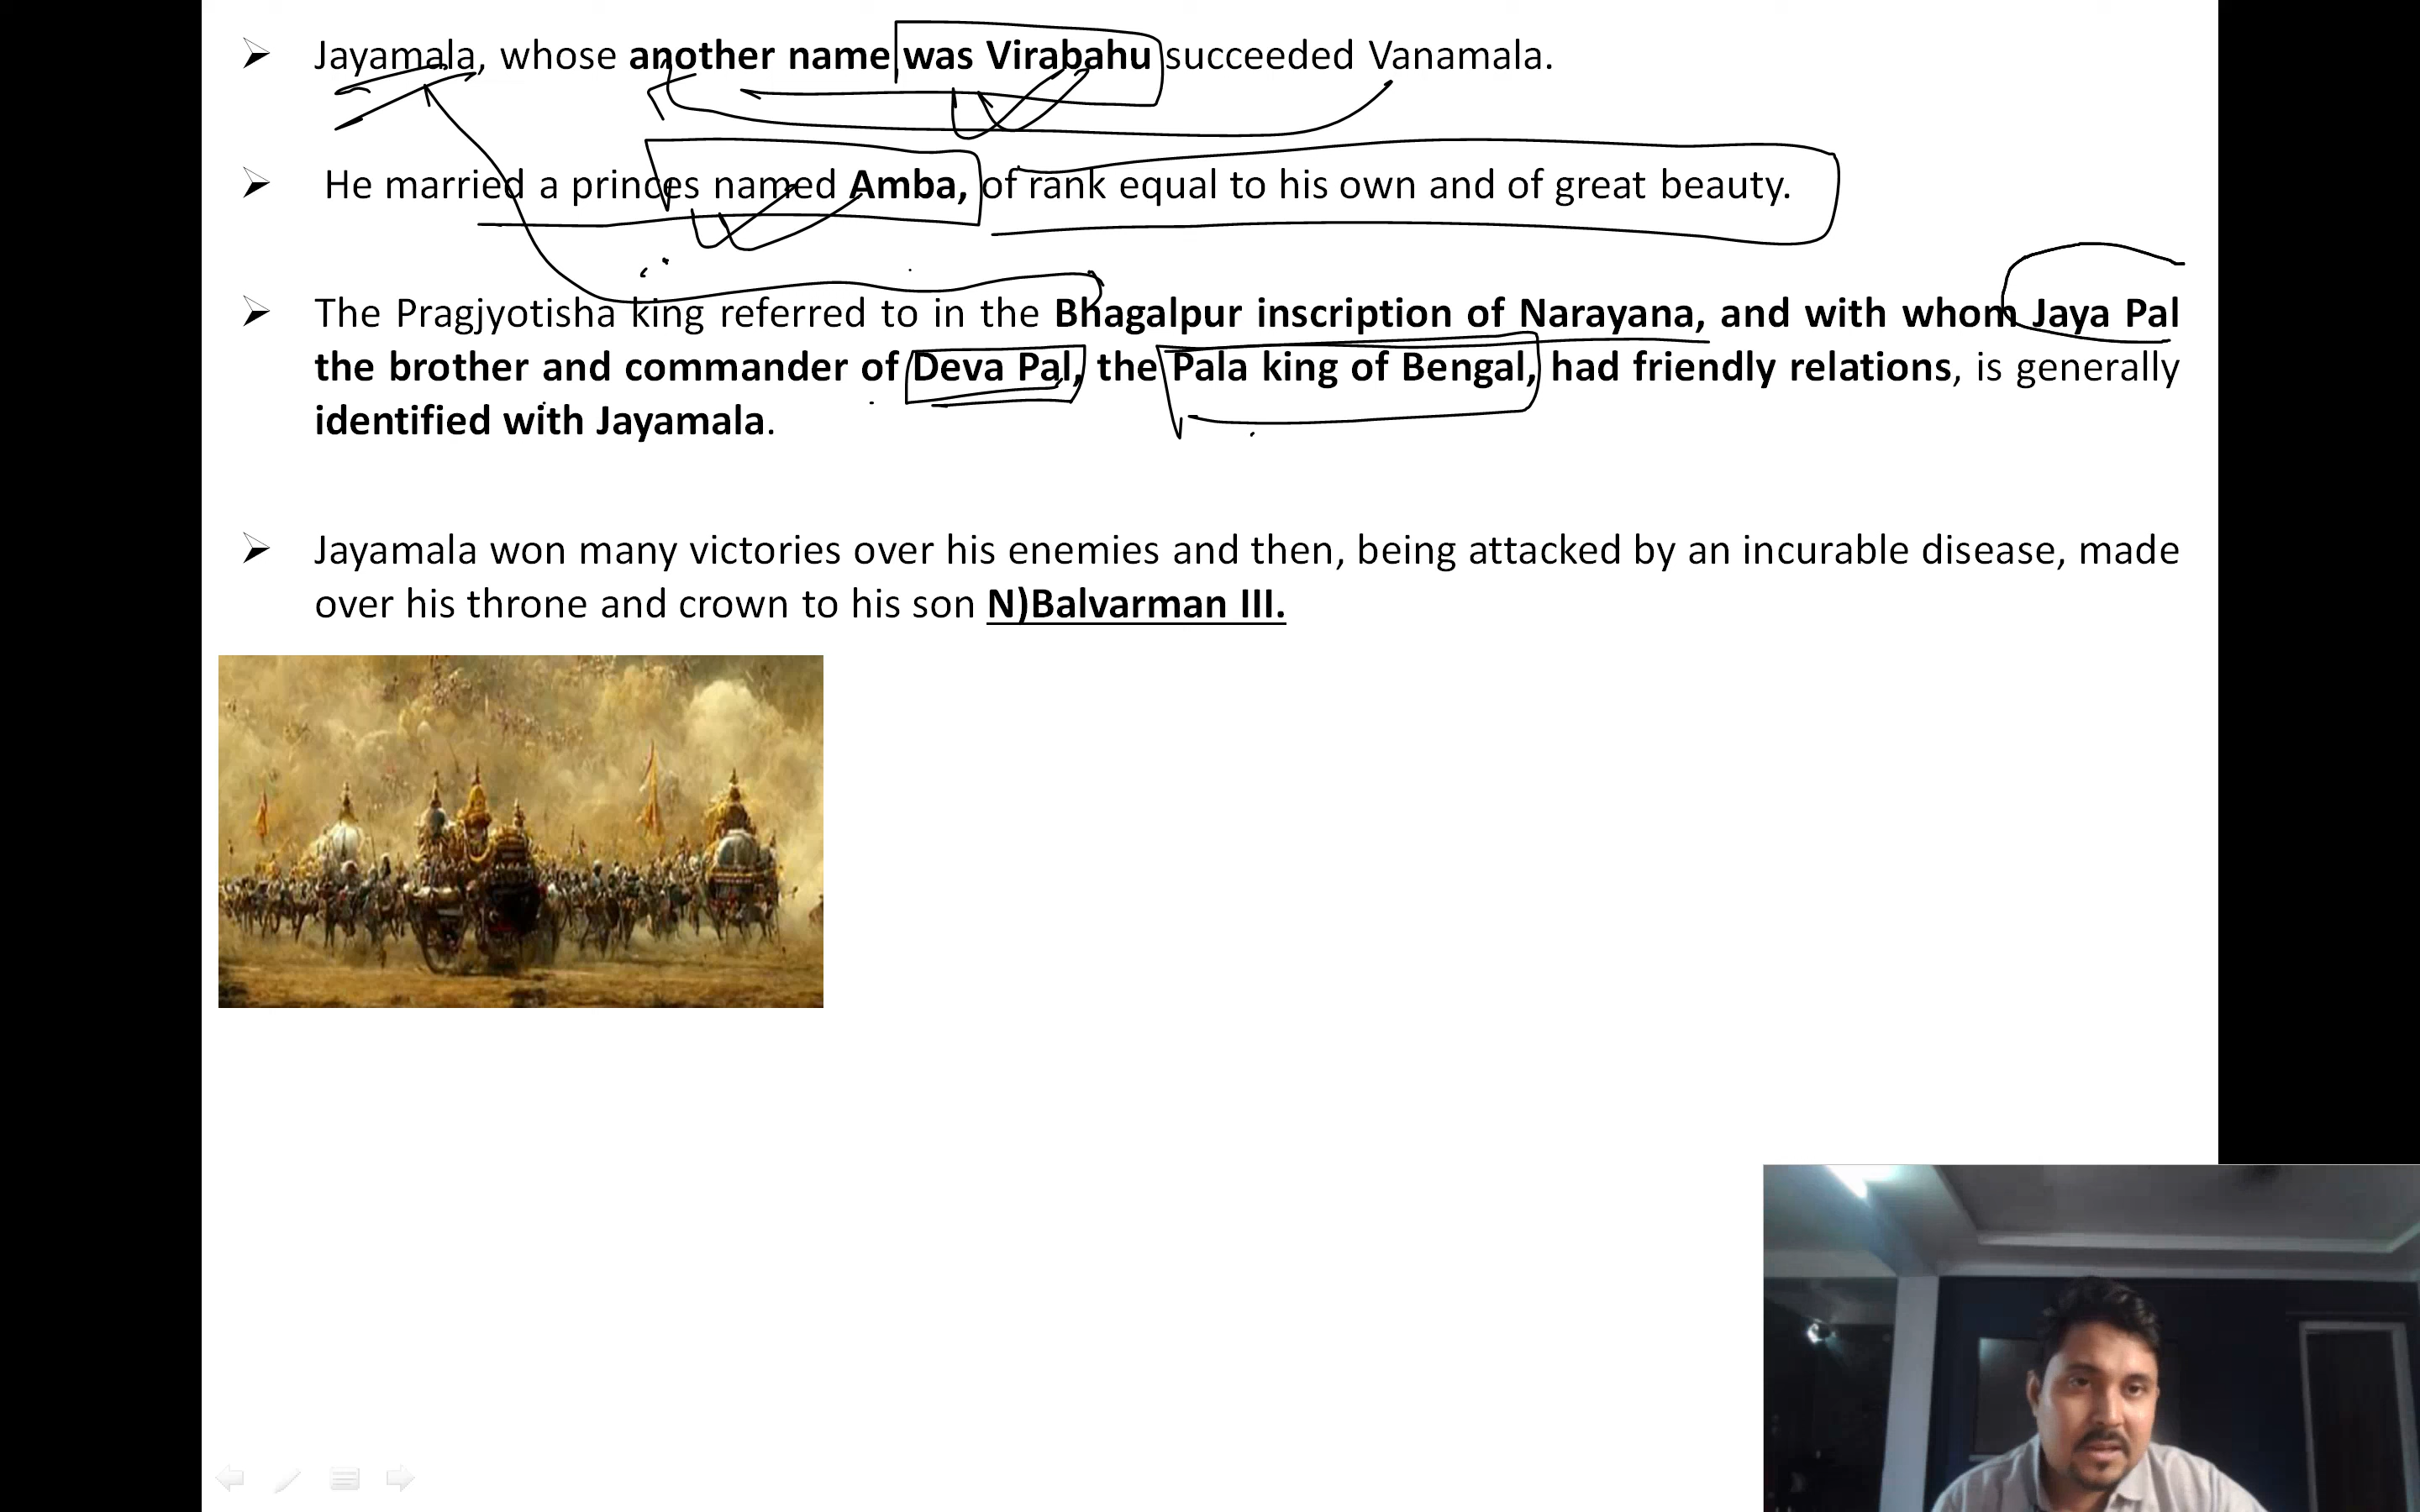 Jayamala, whose another name was Virabahu succeeded Vanamala.
He married a princes named Amba, of rank equal to his own and of great beauty.
The Pragjyotisha king referred to in the Bhagalpur inscription of Narayana, and with whom Jaya Pal
the brother and commander of Deva Pal, the Pala king of Bengal, had friendly relations, is generally
identified with Jayamala.
Jayamala won many victories over his enemies and then, being attacked by an incurable disease, made
over his throne and crown to his son N)Balvarman III.